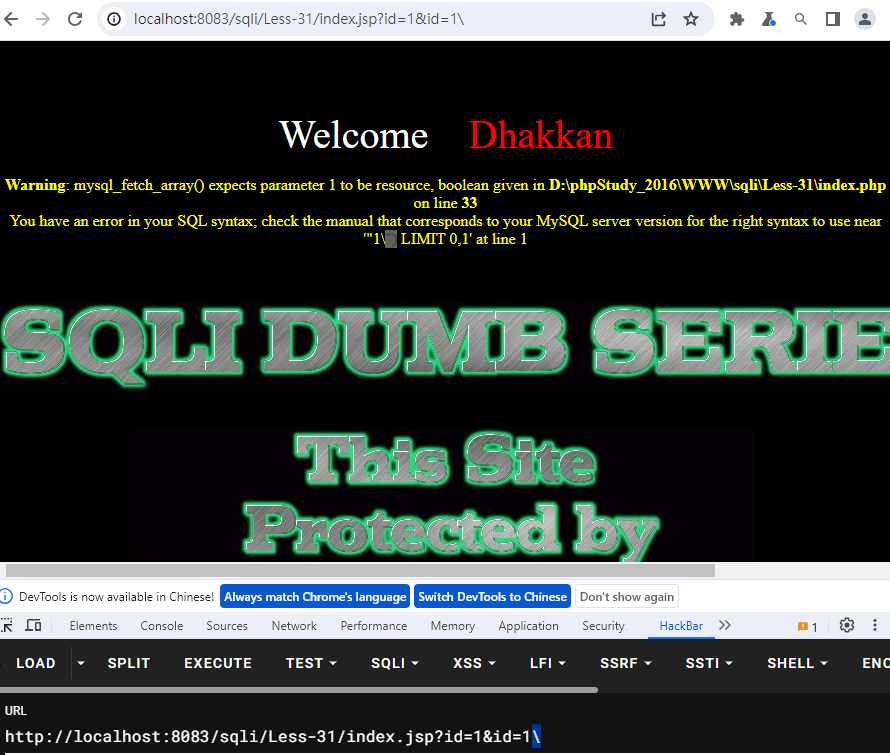 localhost:8083/sqli/Less-31/index.jsp?id=1&id=1\
Welcome Dhakkan
Warning: mysql_fetch_array() expects parameter 1 to be resource, boolean given in D:\phpStudy_2016\WWW\sqli\Less-31\index.php
on line 33
You have an error in your SQL syntax; check the manual that corresponds to your MySQL server version for the right syntax to use near
'"1\ LIMIT 0,1' at line 1
SQLI DUMB SERIE
This Site
Protected by
DevTools is now available in Chinese! Always match Chrome's language Switch DevTools to Chinese Don't show again
Elements Console Sources Network Performance Memory Application Security HackBar 1
LOAD SPLIT EXECUTE TEST SQLI XSS LFI SSRF SSTI SHELL ENC
URL
http://localhost:8083/sqli/Less-31/index.jsp?id=1&id=1\